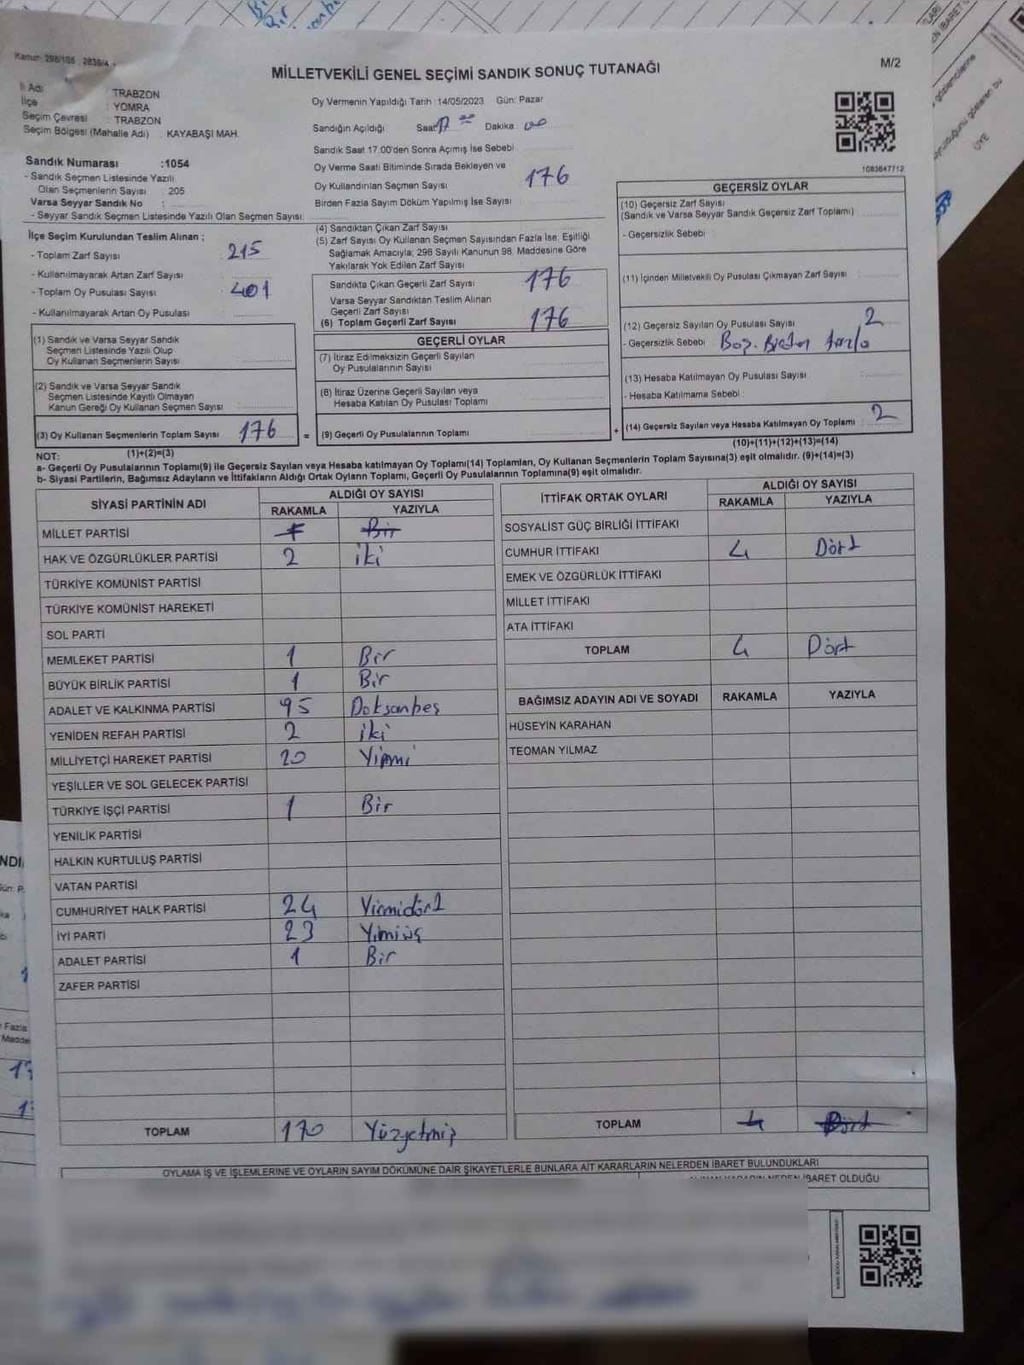 Kanun: 298/105 2839/4
MİLLETVEKİLİ GENEL SEÇİMİ SANDIK SONUÇ TUTANAĞI
M/2
İl Adı : TRABZON
İlçe : YOMRA
Seçim Çevresi : TRABZON
Seçim Bölgesi (Mahalle Adı) : KAYABAŞI MAH.
Sandık Numarası :1054
- Sandık Seçmen Listesinde Yazılı
Olan Seçmenlerin Sayısı : 205
Varsa Seyyar Sandık No :
- Seyyar Sandık Seçmen Listesinde Yazılı Olan Seçmen Sayısı:
Oy Vermenin Yapıldığı Tarih :14/05/2023 Gün: Pazar
Sandığın Açıldığı Saat 17 00 Dakika 00
Sandık Saat 17.00'den Sonra Açımış İse Sebebi
Oy Verme Saati Bitiminde Sırada Bekleyen ve
Oy Kullandırılan Seçmen Sayısı 176
Birden Fazla Sayım Döküm Yapılmış İse Sayısı
1083647712
İlçe Seçim Kurulundan Teslim Alınan ;
- Toplam Zarf Sayısı 215
- Kullanılmayarak Artan Zarf Sayısı
- Toplam Oy Pusulası Sayısı 401
- Kullanılmayarak Artan Oy Pusulası
(4) Sandıktan Çıkan Zarf Sayısı
(5) Zarf Sayısı Oy Kullanan Seçmen Sayısından Fazla İse; Eşitliği
Sağlamak Amacıyla; 298 Sayılı Kanunun 98. Maddesine Göre
Yakılarak Yok Edilen Zarf Sayısı
Sandıkta Çıkan Geçerli Zarf Sayısı 176
Varsa Seyyar Sandıktan Teslim Alınan
Geçerli Zarf Sayısı
(6) Toplam Geçerli Zarf Sayısı 176
GEÇERSİZ OYLAR
(10) Geçersiz Zarf Sayısı
(Sandık ve Varsa Seyyar Sandık Geçersiz Zarf Toplamı)
- Geçersizlik Sebebi
(11) İçinden Milletvekili Oy Pusulası Çıkmayan Zarf Sayısı
(12) Geçersiz Sayılan Oy Pusulası Sayısı 2
- Geçersizlik Sebebi
(13) Hesaba Katılmayan Oy Pusulası Sayısı
- Hesaba Katılmama Sebebi
(14) Geçersiz Sayılan veya Hesaba Katılmayan Oy Toplamı 2
(10)+(11)+(12)+(13)=(14)
(1) Sandık ve Varsa Seyyar Sandık
Seçmen Listesinde Yazılı Olup
Oy Kullanan Seçmenlerin Sayısı
(2) Sandık ve Varsa Seyyar Sandık
Seçmen Listesinde Kayıtlı Olmayan
Kanun Gereği Oy Kullanan Seçmen Sayısı
(3) Oy Kullanan Seçmenlerin Toplam Sayısı 176
(1)+(2)=(3)
=
GEÇERLİ OYLAR
(7) İtiraz Edilmeksizin Geçerli Sayılan
Oy Pusulalarının Sayısı
(8) İtiraz Üzerine Geçerli Sayılan veya
Hesaba Katılan Oy Pusulası Toplamı
(9) Geçerli Oy Pusulalarının Toplamı
+
NOT:
a- Geçerli Oy Pusulalarının Toplamı(9) ile Geçersiz Sayılan veya Hesaba katılmayan Oy Toplamı(14) Toplamları, Oy Kullanan Seçmenlerin Toplam Sayısına(3) eşit olmalıdır. (9)+(14)=(3)
b- Siyasi Partilerin, Bağımsız Adayların ve İttifakların Aldığı Ortak Oyların Toplamı, Geçerli Oy Pusulalarının Toplamına(9) eşit olmalıdır.
SİYASİ PARTİNİN ADI ALDIĞI OY SAYISI
RAKAMLA YAZIYLA
MİLLET PARTİSİ 1 Bir
HAK VE ÖZGÜRLÜKLER PARTİSİ 2 iki
TÜRKİYE KOMÜNİST PARTİSİ
TÜRKİYE KOMÜNİST HAREKETİ
SOL PARTİ
MEMLEKET PARTİSİ 1 Bir
BÜYÜK BİRLİK PARTİSİ 1 Bir
ADALET VE KALKINMA PARTİSİ 95 Doksanbeş
YENİDEN REFAH PARTİSİ 2 iki
MİLLİYETÇİ HAREKET PARTİSİ 20 Yirmi
YEŞİLLER VE SOL GELECEK PARTİSİ
TÜRKİYE İŞÇİ PARTİSİ 1 Bir
YENİLİK PARTİSİ
HALKIN KURTULUŞ PARTİSİ
VATAN PARTİSİ
CUMHURİYET HALK PARTİSİ 24 Yirmidört
İYİ PARTİ 23 Yirmiüç
ADALET PARTİSİ 1 Bir
ZAFER PARTİSİ
TOPLAM 170 Yüzyetmiş
İTTİFAK ORTAK OYLARI ALDIĞI OY SAYISI
RAKAMLA YAZIYLA
SOSYALİST GÜÇ BİRLİĞİ İTTİFAKI
CUMHUR İTTİFAKI 4 Dört
EMEK VE ÖZGÜRLÜK İTTİFAKI
MİLLET İTTİFAKI
ATA İTTİFAKI
TOPLAM 4 Dört
BAĞIMSIZ ADAYIN ADI VE SOYADI RAKAMLA YAZIYLA
HÜSEYİN KARAHAN
TEOMAN YILMAZ
TOPLAM 4 Dört
OYLAMA İŞ VE İŞLEMLERİNE VE OYLARIN SAYIM DÖKÜMÜNE DAİR ŞİKAYETLERLE BUNLARA AİT KARARLARIN NELERDEN İBARET BULUNDUKLARI